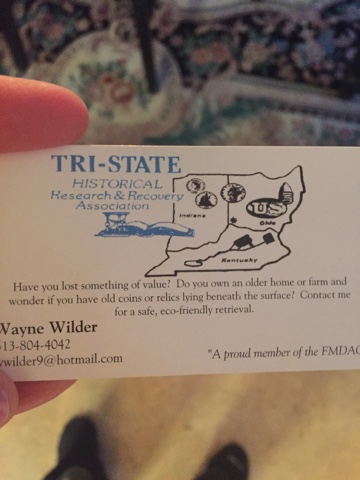 TRI-STATE
HISTORICAL
Research & Recovery
Association
Indiana
Ohio
US
Kentucky
Have you lost something of value? Do you own an older home or farm and
wonder if you have old coins or relics lying beneath the surface? Contact me
for a safe, eco-friendly retrieval.
Wayne Wilder
513-804-4042
wilder9@hotmail.com
"A proud member of the FMDAC